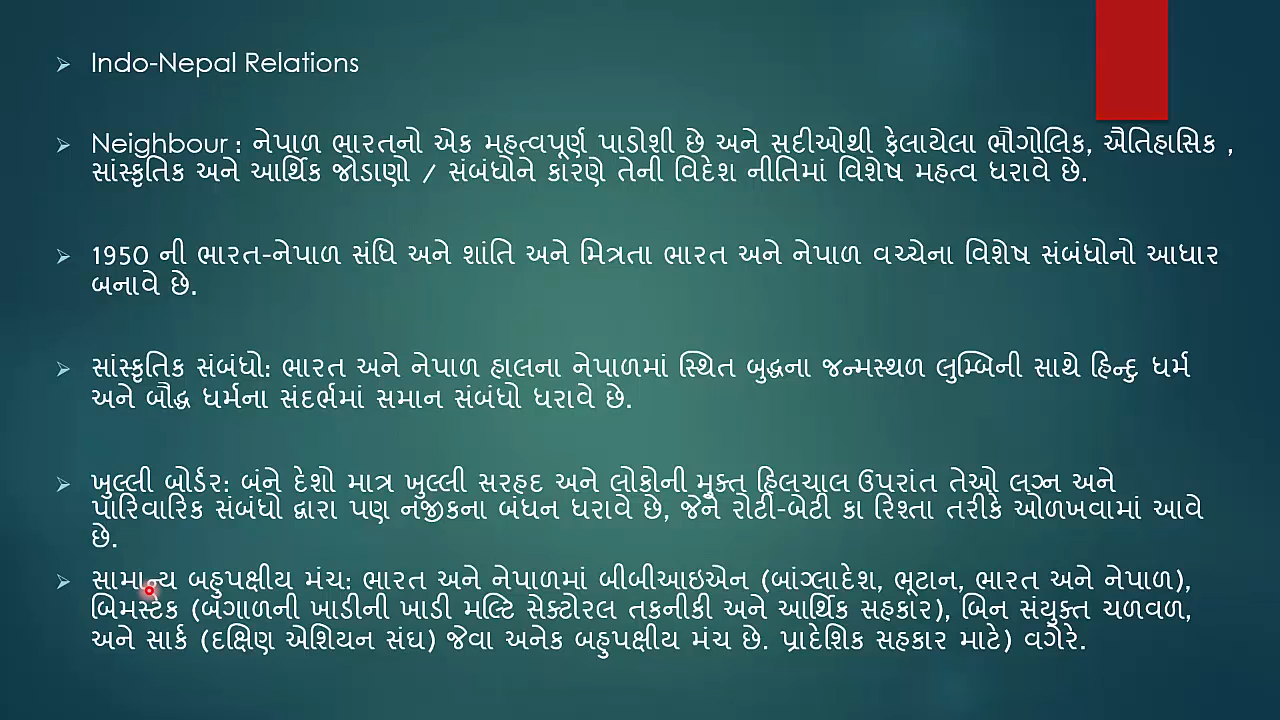 Indo-Nepal Relations
Neighbour : નેપાળ ભારતનો એક મહત્વપૂર્ણ પાડોશી છે અને સદીઓથી ફેલાયેલા ભૌગોલિક, ઐતિહાસિક ,
સાંસ્કૃતિક અને આર્થિક જોડાણો / સંબંધોને કારણે તેની વિદેશ નીતિમાં વિશેષ મહત્વ ધરાવે છે.
1950 ની ભારત-નેપાળ સંધિ અને શાંતિ અને મિત્રતા ભારત અને નેપાળ વચ્ચેના વિશેષ સંબંધોનો આધાર
બનાવે છે.
સાંસ્કૃતિક સંબંધો: ભારત અને નેપાળ હાલના નેપાળમાં સ્થિત બુદ્ધના જન્મસ્થળ લુમ્બિની સાથે હિન્દુ ધર્મ
અને બૌદ્ધ ધર્મના સંદર્ભમાં સમાન સંબંધો ધરાવે છે.
ખુલ્લી બોર્ડર: બંને દેશો માત્ર ખુલ્લી સરહદ અને લોકોની મુક્ત હિલચાલ ઉપરાંત તેઓ લગ્ન અને
પારિવારિક સંબંધો દ્વારા પણ નજીકના બંધન ધરાવે છે, જેને રોટી-બેટી કા રિશ્તા તરીકે ઓળખવામાં આવે
છે.
સામાન્ય બહુપક્ષીય મંચ: ભારત અને નેપાળમાં બીબીઆઇએન (બાંગ્લાદેશ, ભૂટાન, ભારત અને નેપાળ),
બિમસ્ટેક (બંગાળની ખાડીની ખાડી મલ્ટિ સેક્ટોરલ તકનીકી અને આર્થિક સહકાર), બિન સંયુક્ત ચળવળ,
અને સાર્ક (દક્ષિણ એશિયન સંઘ) જેવા અનેક બહુપક્ષીય મંચ છે. પ્રાદેશિક સહકાર માટે) વગેરે.